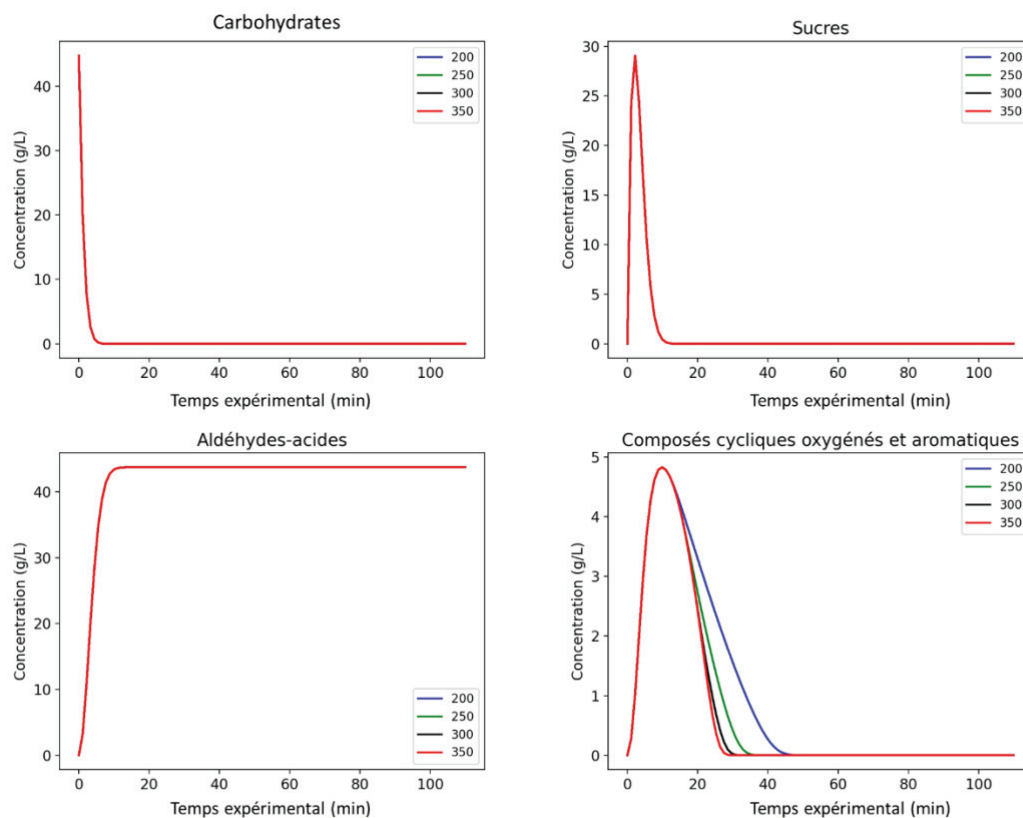 Carbohydrates
Concentration (g/L)
40
30
20
10
0
0 20 40 60 80 100
Temps expérimental (min)
200
250
300
350
Sucres
Concentration (g/L)
30
25
20
15
10
5
0
0 20 40 60 80 100
Temps expérimental (min)
200
250
300
350
Aldéhydes-acides
Concentration (g/L)
40
30
20
10
0
0 20 40 60 80 100
Temps expérimental (min)
200
250
300
350
Composés cycliques oxygénés et aromatiques
Concentration (g/L)
5
4
3
2
1
0
0 20 40 60 80 100
Temps expérimental (min)
200
250
300
350